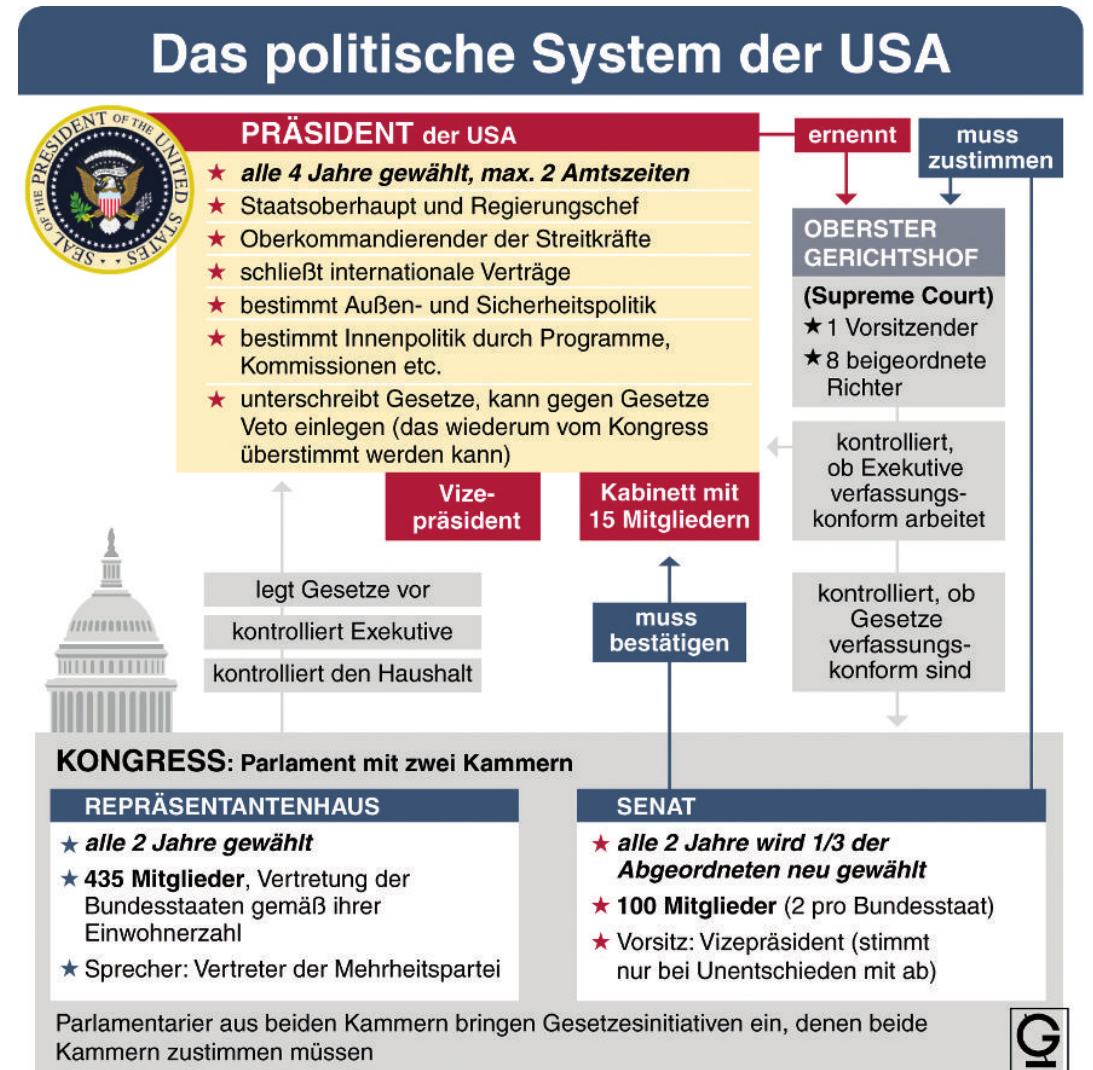 Das politische System der USA
SEAL OF THE PRESIDENT OF THE UNITED STATES
PRÄSIDENT der USA
alle 4 Jahre gewählt, max. 2 Amtszeiten
Staatsoberhaupt und Regierungschef
Oberkommandierender der Streitkräfte
schließt internationale Verträge
bestimmt Außen- und Sicherheitspolitik
bestimmt Innenpolitik durch Programme,
Kommissionen etc.
unterschreibt Gesetze, kann gegen Gesetze
Veto einlegen (das wiederum vom Kongress
überstimmt werden kann)
Vize-
präsident
Kabinett mit
15 Mitgliedern
ernennt
muss
zustimmen
OBERSTER
GERICHTSHOF
(Supreme Court)
1 Vorsitzender
8 beigeordnete
Richter
kontrolliert,
ob Exekutive
verfassungs-
konform arbeitet
kontrolliert, ob
Gesetze
verfassungs-
konform sind
legt Gesetze vor
kontrolliert Exekutive
kontrolliert den Haushalt
muss
bestätigen
KONGRESS: Parlament mit zwei Kammern
REPRÄSENTANTENHAUS
alle 2 Jahre gewählt
435 Mitglieder, Vertretung der
Bundesstaaten gemäß ihrer
Einwohnerzahl
Sprecher: Vertreter der Mehrheitspartei
SENAT
alle 2 Jahre wird 1/3 der
Abgeordneten neu gewählt
100 Mitglieder (2 pro Bundesstaat)
Vorsitz: Vizepräsident (stimmt
nur bei Unentschieden mit ab)
Parlamentarier aus beiden Kammern bringen Gesetzesinitiativen ein, denen beide
Kammern zustimmen müssen
G